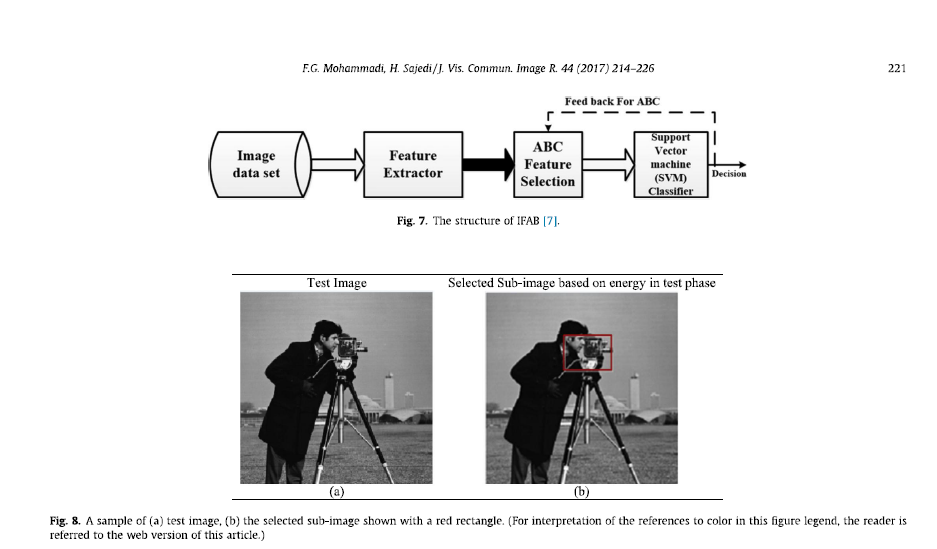 F.G. Mohammadi, H. Sajedi / J. Vis. Commun. Image R. 44 (2017) 214–226
221
Feed back For ABC
Image
data set
Feature
Extractor
ABC
Feature
Selection
Support
Vector
machine
(SVM)
Classifier
Decision
Fig. 7. The structure of IFAB [7].
Test Image
Selected Sub-image based on energy in test phase
(a)
(b)
Fig. 8. A sample of (a) test image, (b) the selected sub-image shown with a red rectangle. (For interpretation of the references to color in this figure legend, the reader is
referred to the web version of this article.)